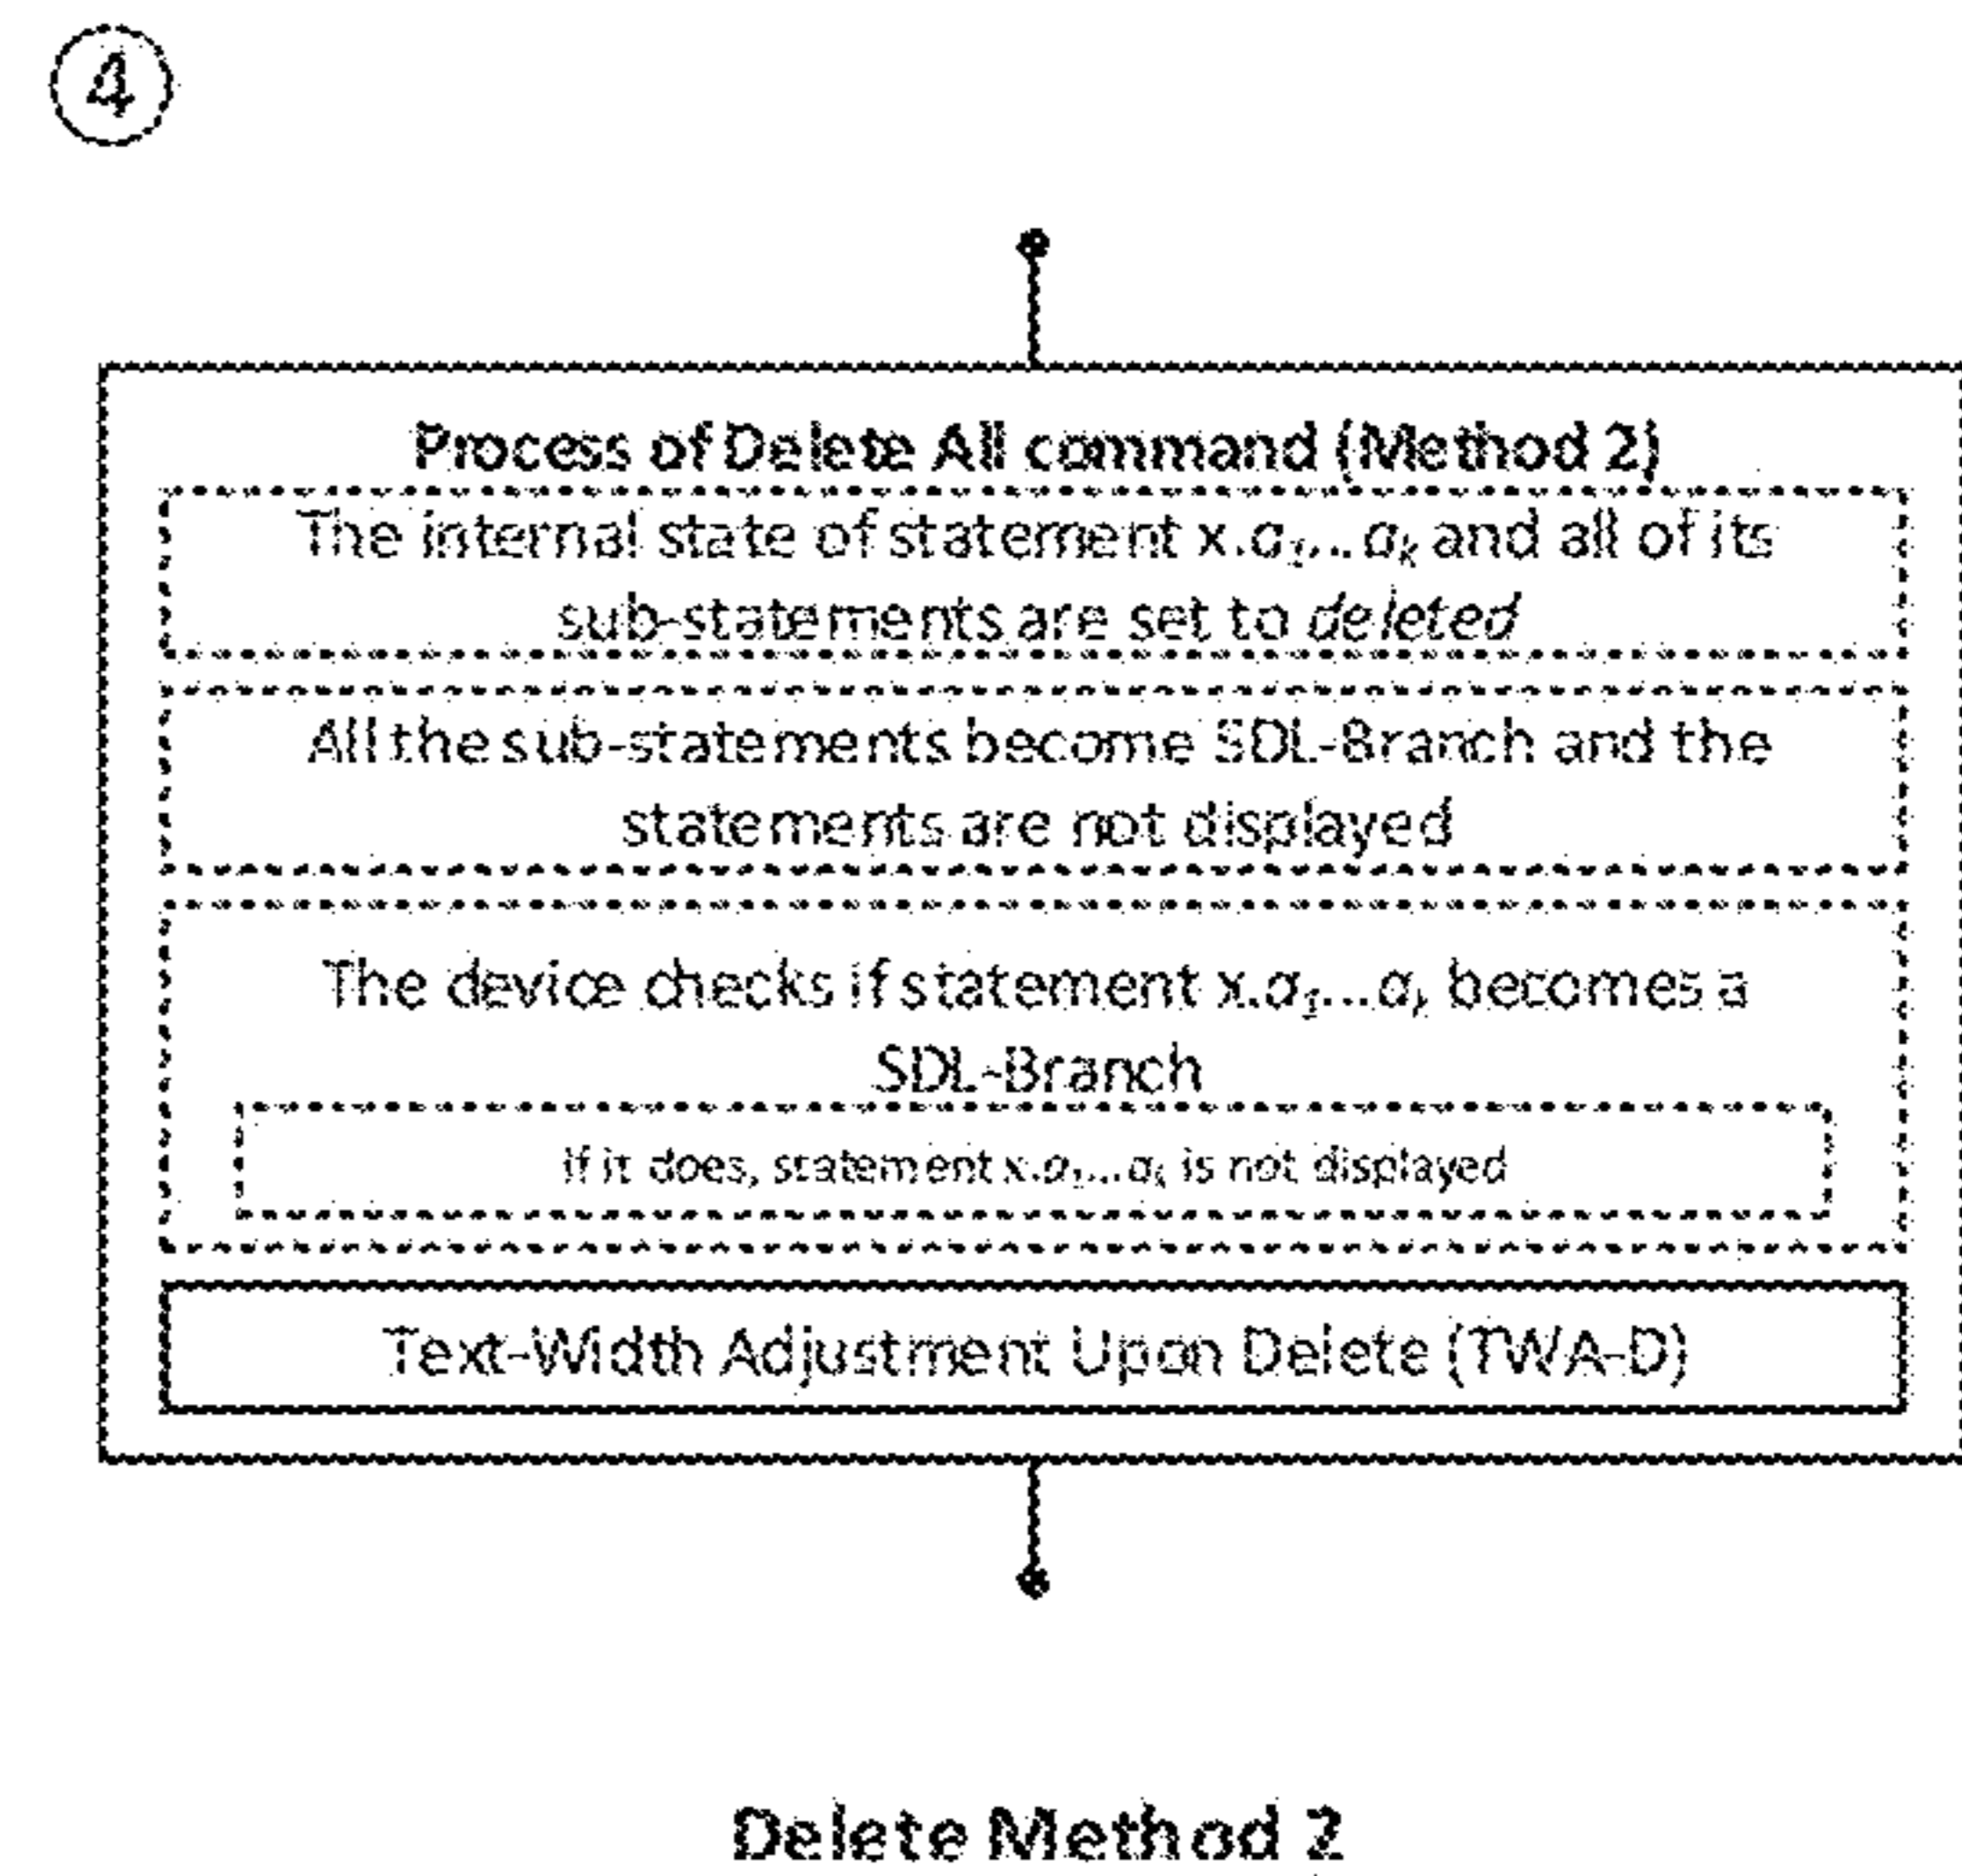 4
Process of Delete All command (Method 2)
The internal state of statement x.a₁...aₖ and all of its
sub-statements are set to deleted
All the sub-statements become SDL-Branch and the
statements are not displayed
The device checks if statement x.a₁...aₖ becomes a
SDL-Branch
If it does, statement x.a₁...aₖ is not displayed
Text-Width Adjustment Upon Delete (TWA-D)
Delete Method 2